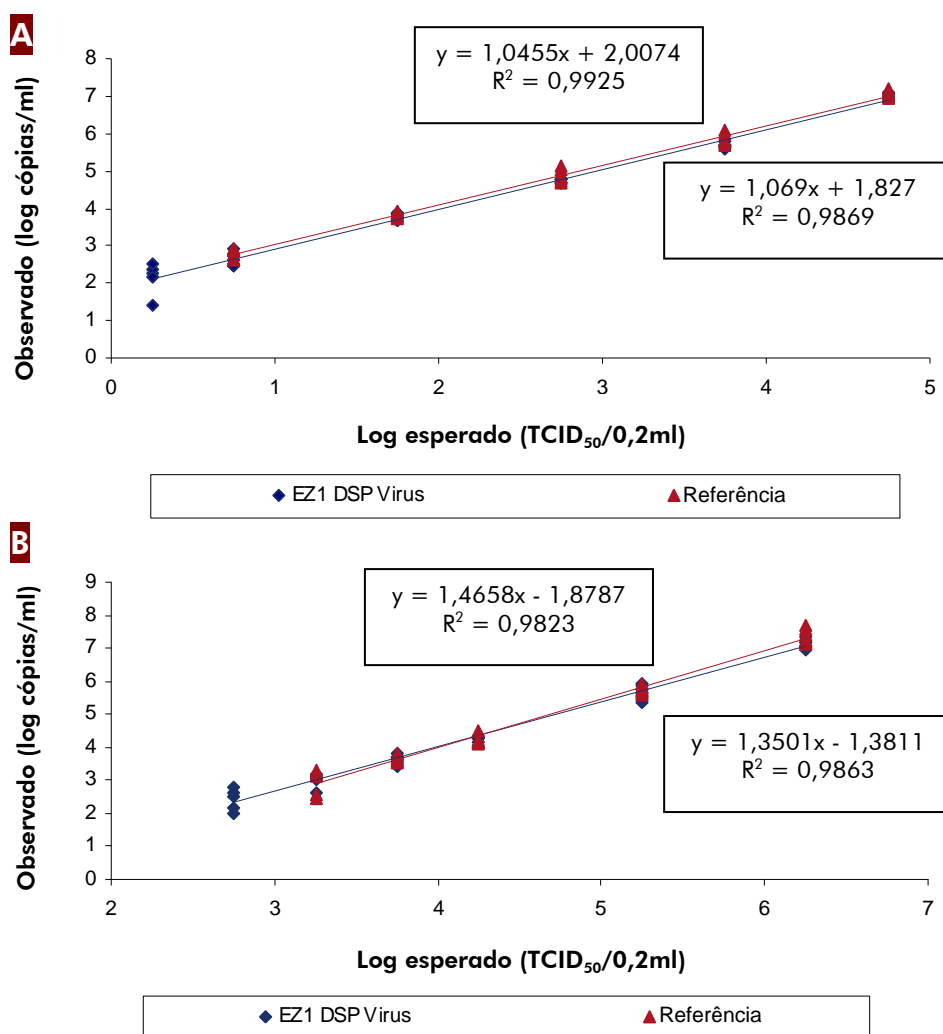 A
8
7
6
5
4
3
2
1
0
Observado (log cópias/ml)
y = 1,0455x + 2,0074
R² = 0,9925
y = 1,069x + 1,827
R² = 0,9869
0 1 2 3 4 5
Log esperado (TCID₅₀/0,2ml)
EZ1 DSP Virus Referência
B
9
8
7
6
5
4
3
2
1
0
Observado (log cópias/ml)
y = 1,4658x - 1,8787
R² = 0,9823
y = 1,3501x - 1,3811
R² = 0,9863
2 3 4 5 6 7
Log esperado (TCID₅₀/0,2ml)
EZ1 DSP Virus Referência